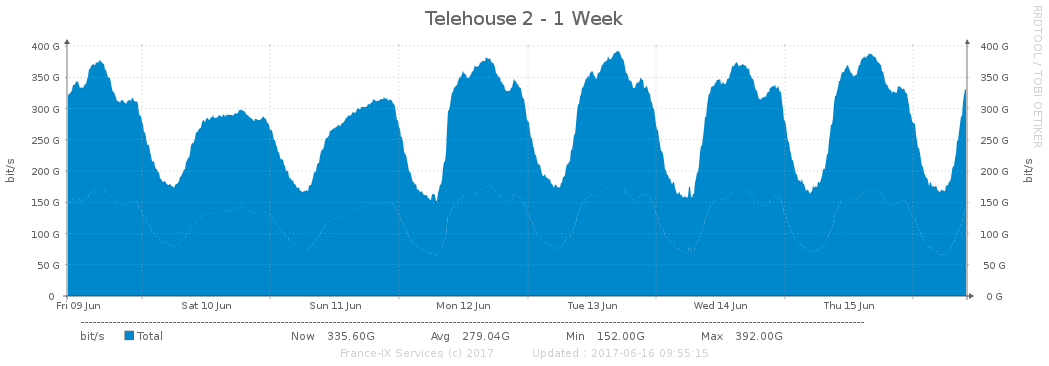 Telehouse 2 - 1 Week
RRDTOOL / TOBI OETIKER
400 G 400 G
350 G 350 G
300 G 300 G
250 G 250 G
200 G 200 G
150 G 150 G
100 G 100 G
50 G 50 G
0 0 G
bit/s bit/s
Fri 09 Jun Sat 10 Jun Sun 11 Jun Mon 12 Jun Tue 13 Jun Wed 14 Jun Thu 15 Jun
bit/s Total Now 335.60G Avg 279.04G Min 152.00G Max 392.00G
France-IX Services (c) 2017 Updated : 2017-06-16 09:55:15